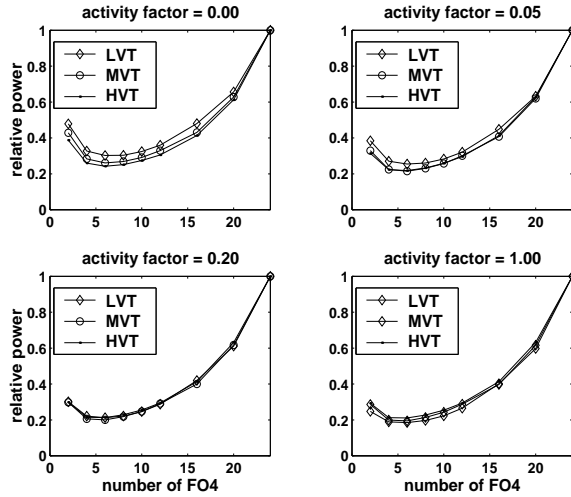 activity factor = 0.00
1
0.8
0.6
0.4
0.2
0
relative power
LVT
MVT
HVT
0 5 10 15 20
activity factor = 0.05
1
0.8
0.6
0.4
0.2
0
LVT
MVT
HVT
0 5 10 15 20
activity factor = 0.20
1
0.8
0.6
0.4
0.2
0
relative power
LVT
MVT
HVT
0 5 10 15 20
number of FO4
activity factor = 1.00
1
0.8
0.6
0.4
0.2
0
LVT
MVT
HVT
0 5 10 15 20
number of FO4